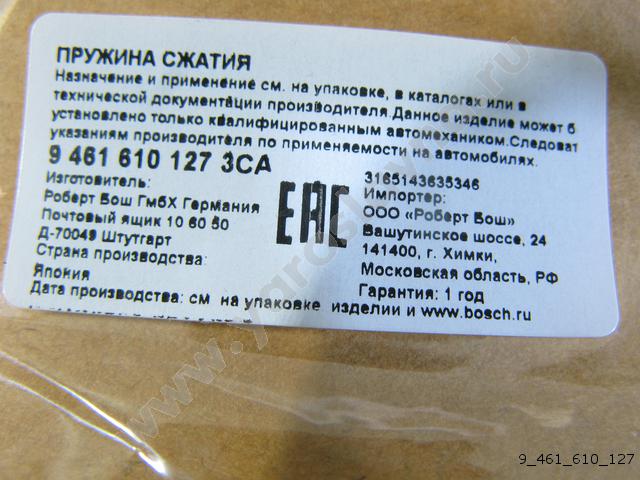 ПРУЖИНА СЖАТИЯ
Назначение и применение см. на упаковке, в каталогах или в
технической документации производителя.Данное изделие может б
установлено только квалифицированным автомехаником.Следоват
указаниям производителя по применяемости на автомобилях.
9 461 610 127 3CA
Изготовитель:
Роберт Бош ГмбХ Германия
Почтовый ящик 10 60 50
Д-70049 Штутгарт
Страна производства:
Япония
Дата производства: см на упаковке изделии и www.bosch.ru
EAC
3165143635346
Импортер:
ООО «Роберт Бош»
Вашутинское шоссе, 24
141400, г. Химки,
Московская область, РФ
Гарантия: 1 год
9_461_610_127